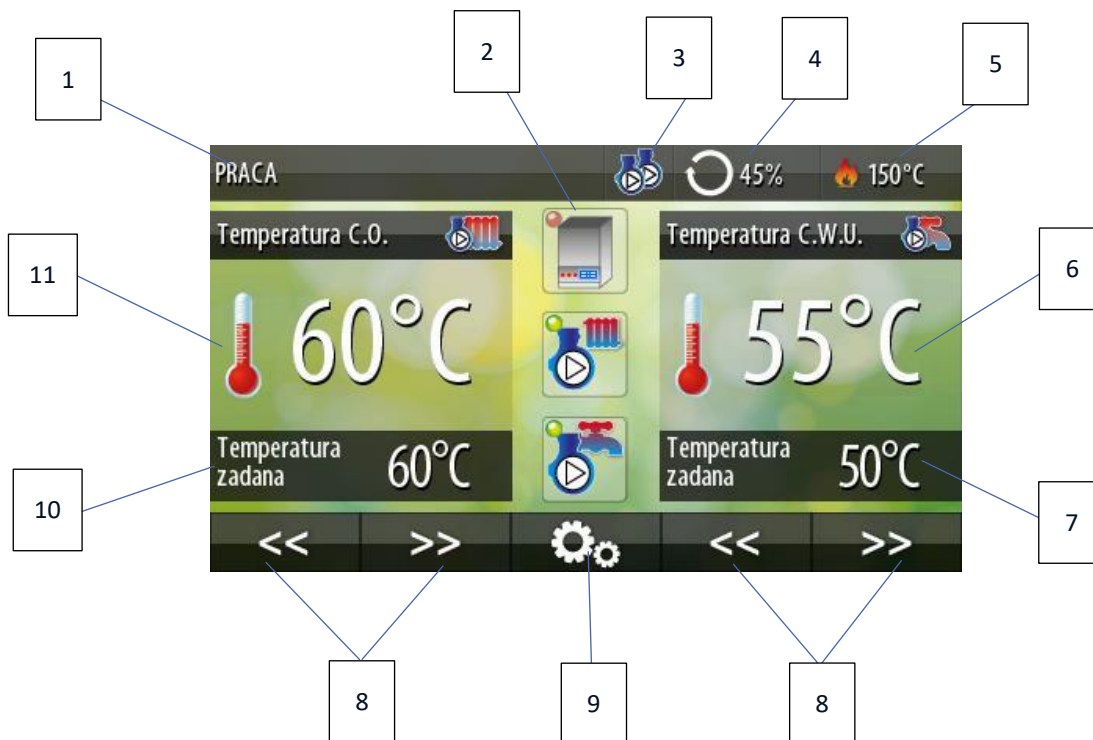 2
3
4
5
1
PRACA
45%
150°C
Temperatura C.O.
Temperatura C.W.U.
11
60°C
55°C
6
Temperatura
zadana
60°C
Temperatura
zadana
50°C
10
7
<<
>>
<<
>>
8
9
8